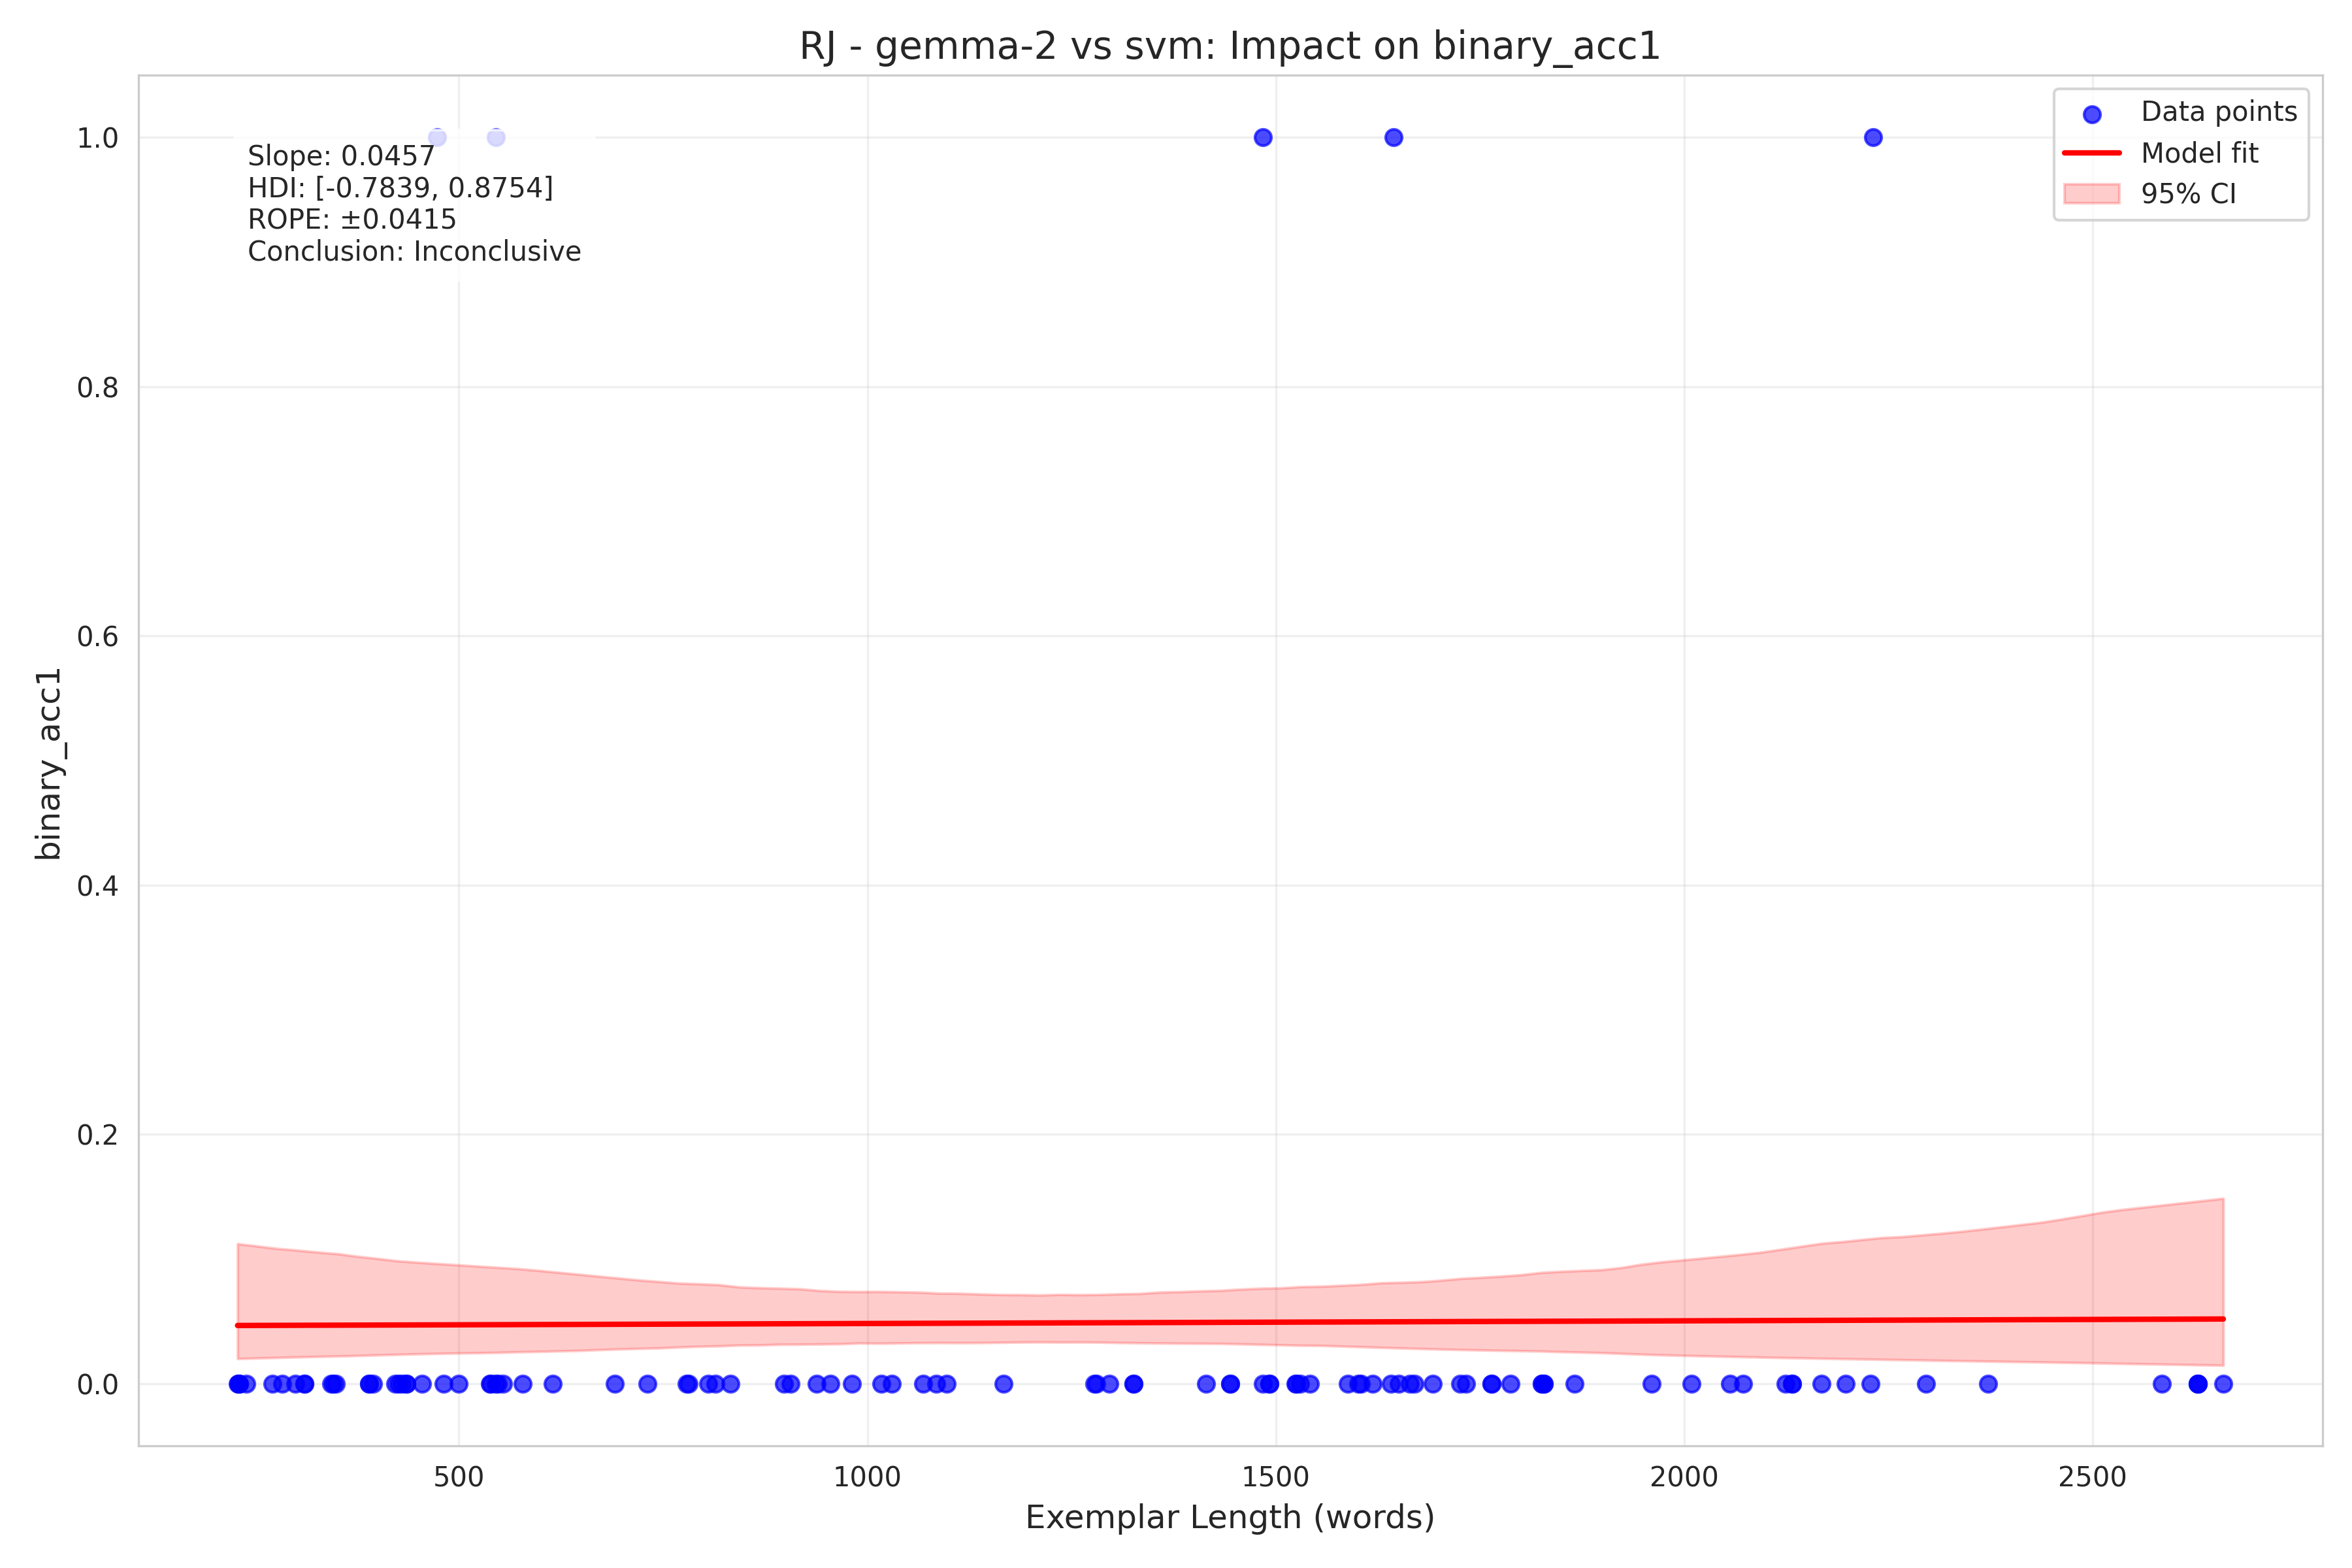 RJ - gemma-2 vs svm: Impact on binary_acc1
Slope: 0.0457
HDI: [-0.7839, 0.8754]
ROPE: ±0.0415
Conclusion: Inconclusive
Data points
Model fit
95% CI
binary_acc1
1.0
0.8
0.6
0.4
0.2
0.0
500
1000
1500
2000
2500
Exemplar Length (words)